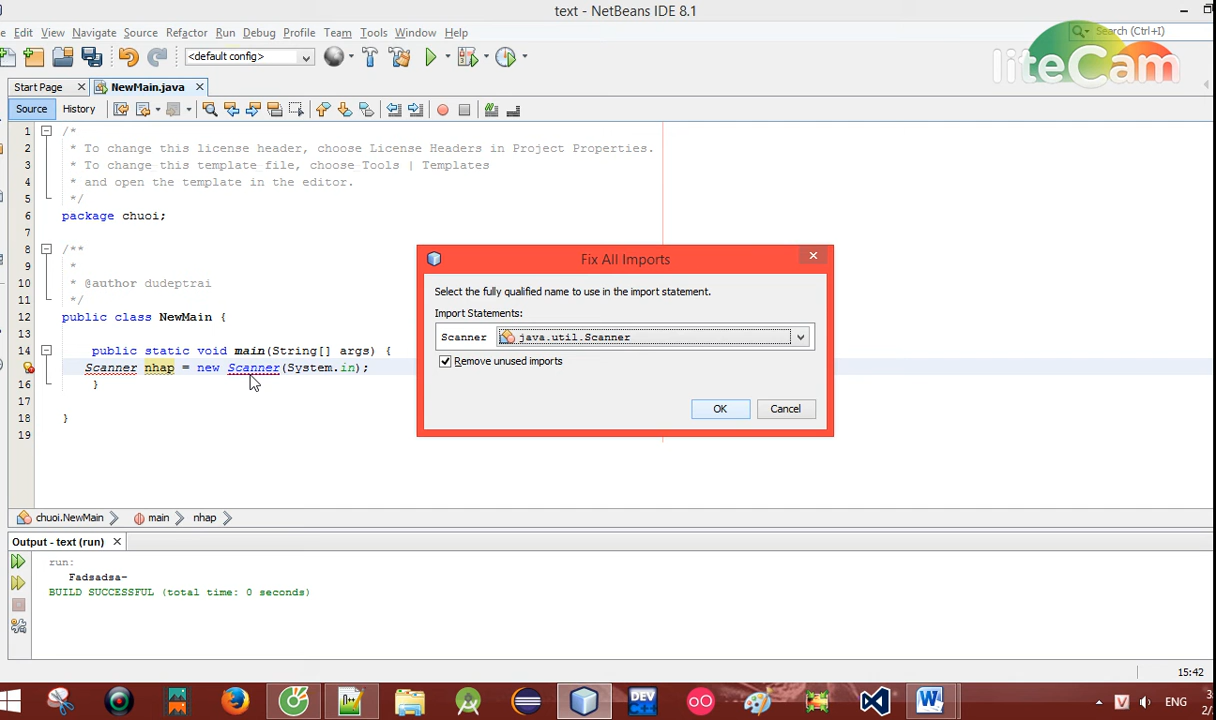 text - NetBeans IDE 8.1
Edit View Navigate Source Refactor Run Debug Profile Team Tools Window Help
Search (Ctrl+I)
liteCam
<default config>
Start Page NewMain.java
Source History
1 /*
2 * To change this license header, choose License Headers in Project Properties.
3 * To change this template file, choose Tools | Templates
4 * and open the template in the editor.
5 */
6 package chuoi;
7
8 /**
9 *
10 * @author dudeptrai
11 */
12 public class NewMain {
13
14 public static void main(String[] args) {
Scanner nhap = new Scanner(System.in);
16 }
17
18 }
19
Fix All Imports
Select the fully qualified name to use in the import statement.
Import Statements:
Scanner java.util.Scanner
Remove unused imports
OK Cancel
chuoi.NewMain main nhap
Output - text (run)
run:
Fadsadsa-
BUILD SUCCESSFUL (total time: 0 seconds)
15:42
DEV C++ V ENG